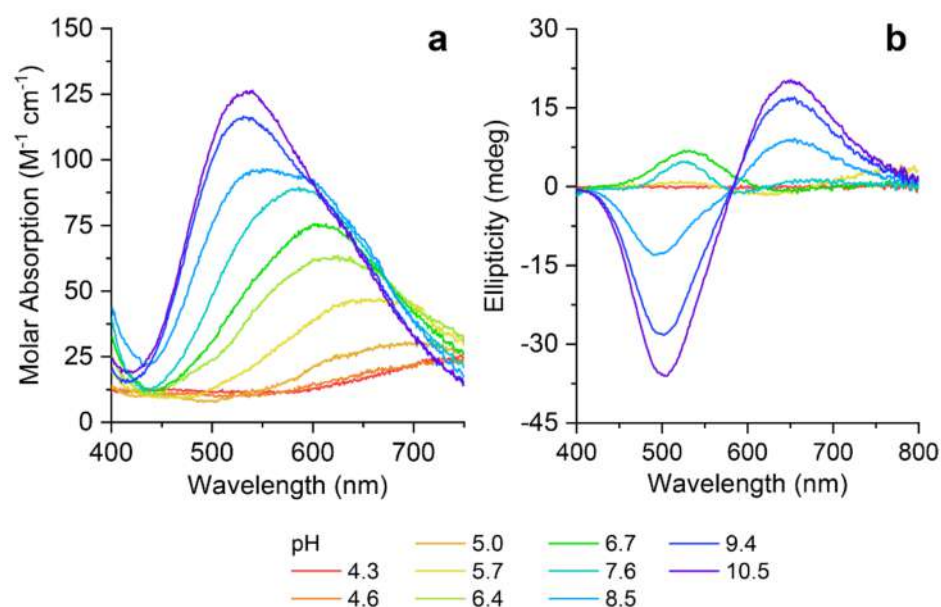 a
150
125
100
75
50
25
0
Molar Absorption (M⁻¹ cm⁻¹)
400 500 600 700
Wavelength (nm)
b
30
15
0
-15
-30
-45
Ellipticity (mdeg)
400 500 600 700 800
Wavelength (nm)
pH 5.0 6.7 9.4
4.3 5.7 7.6 10.5
4.6 6.4 8.5